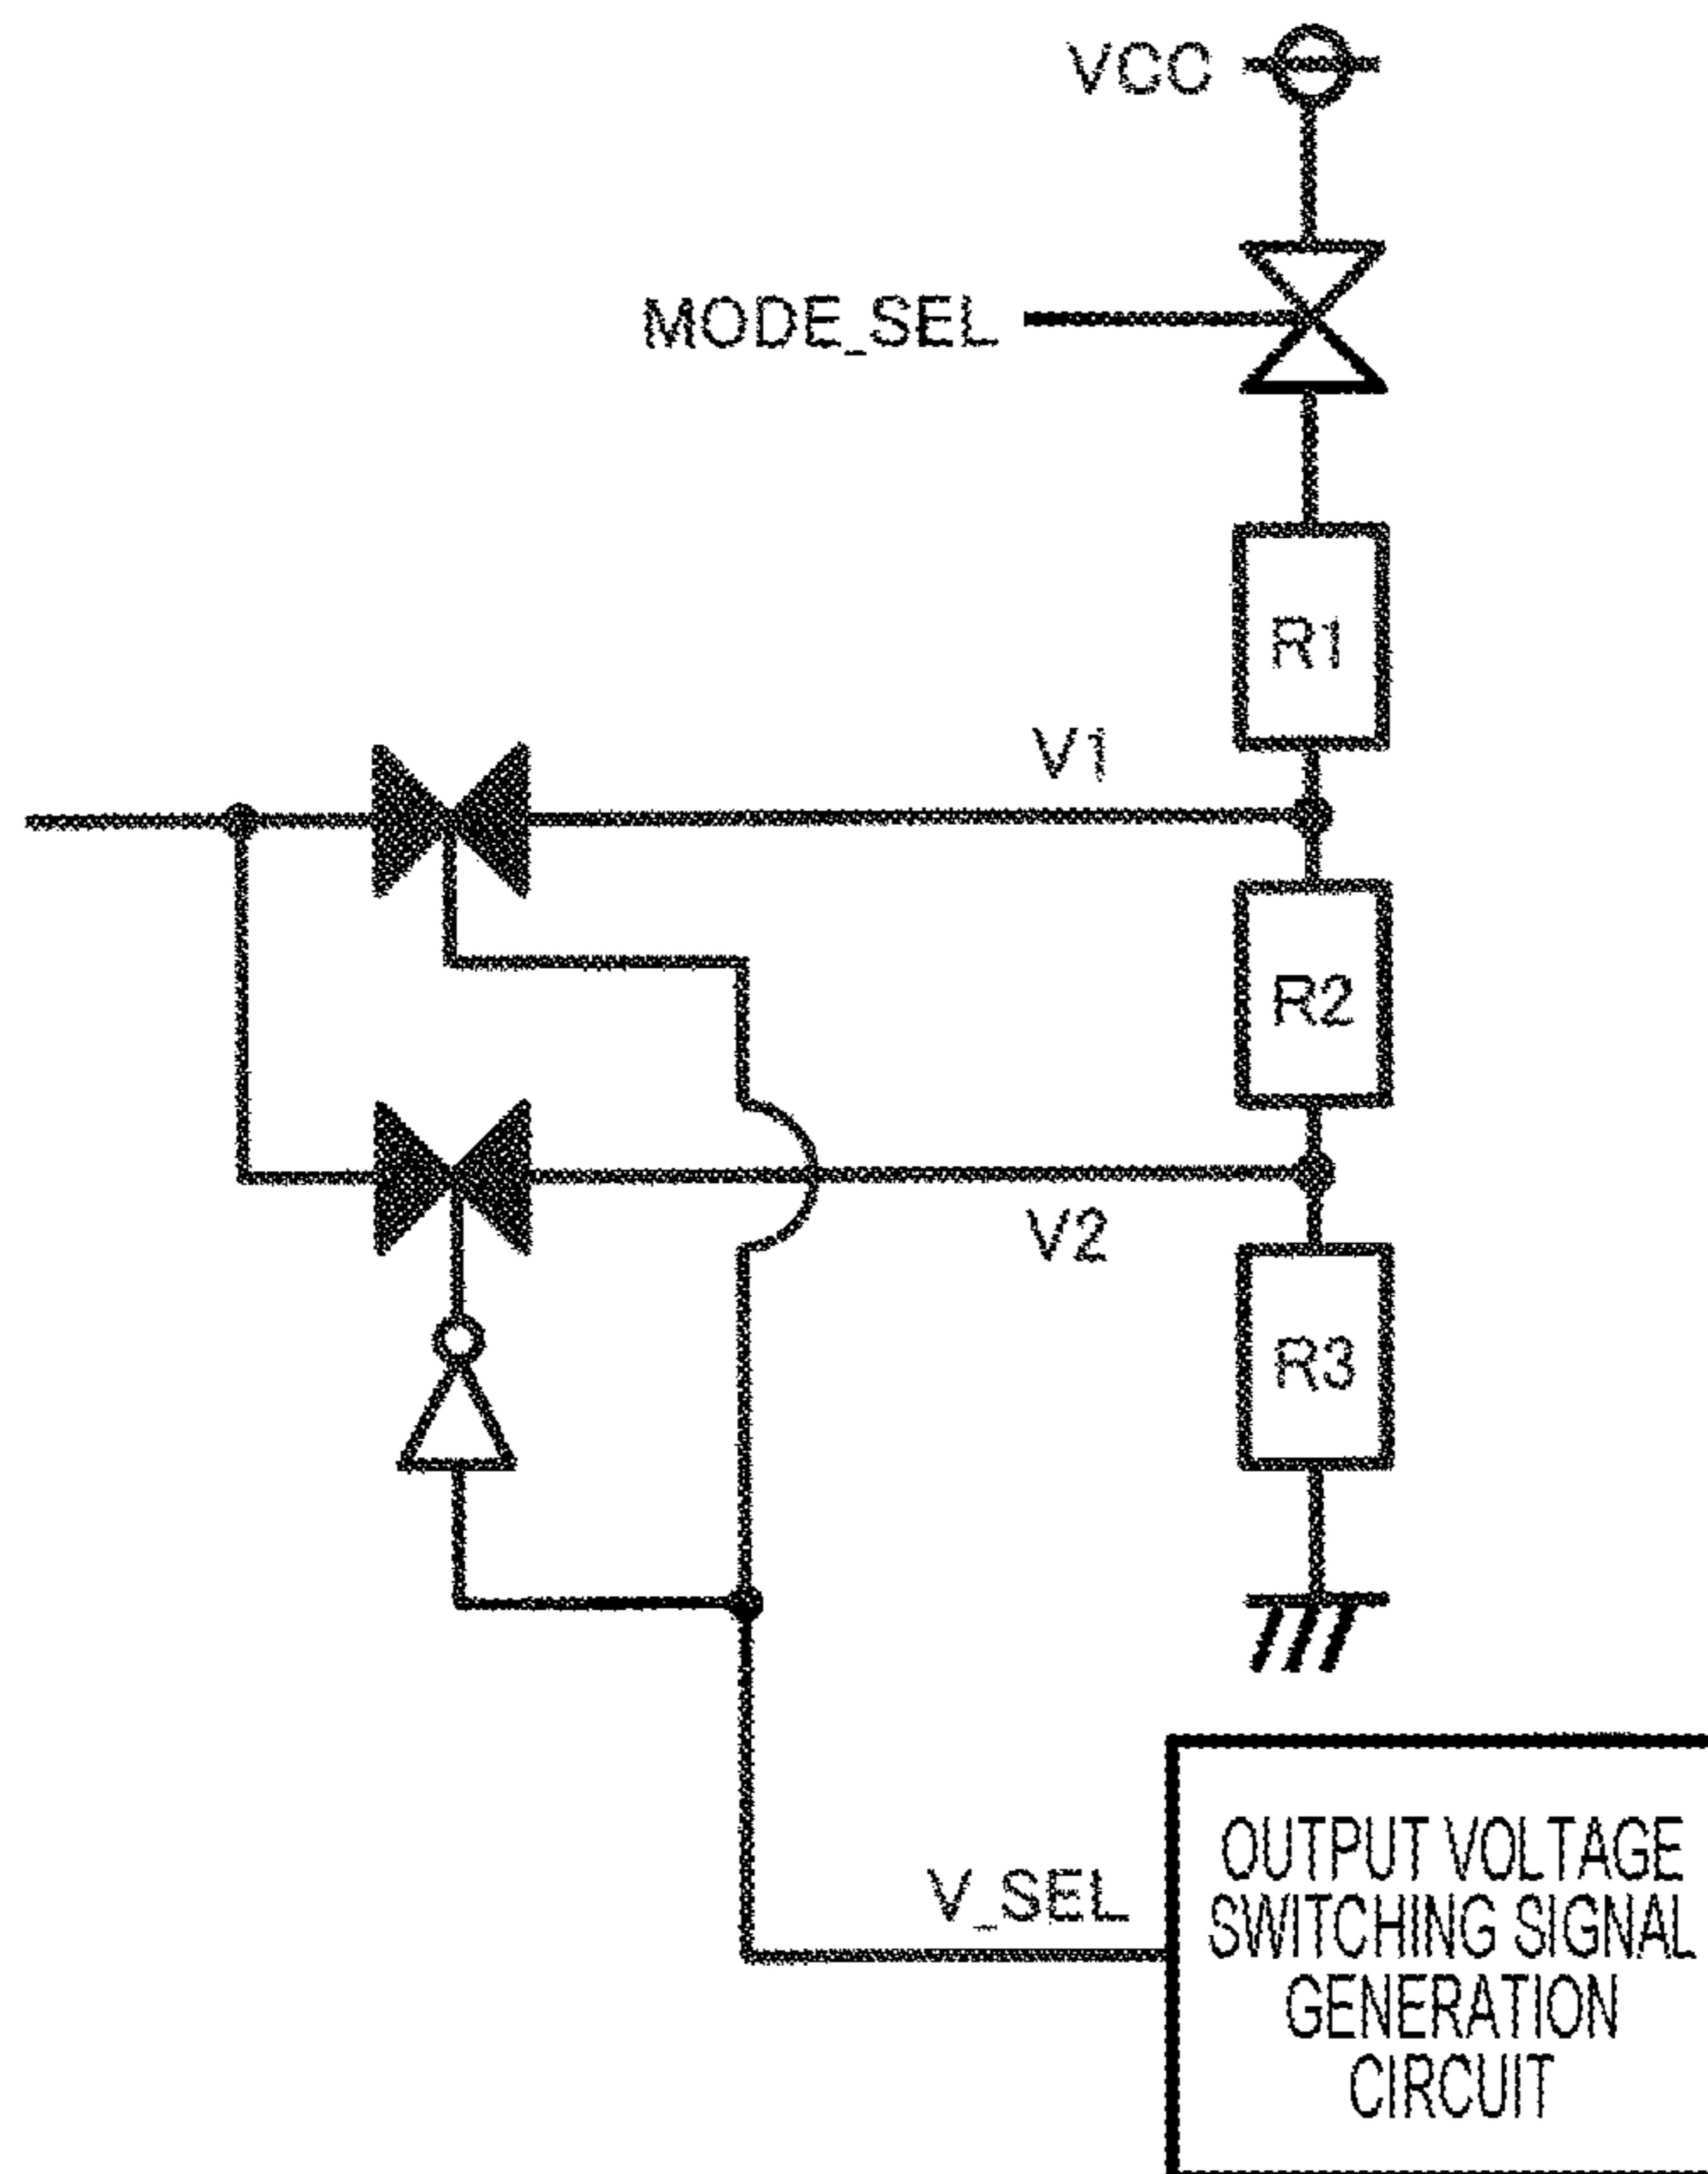 VCC
MODE_SEL
R1
V1
R2
V2
R3
V_SEL
OUTPUT VOLTAGE
SWITCHING SIGNAL
GENERATION
CIRCUIT